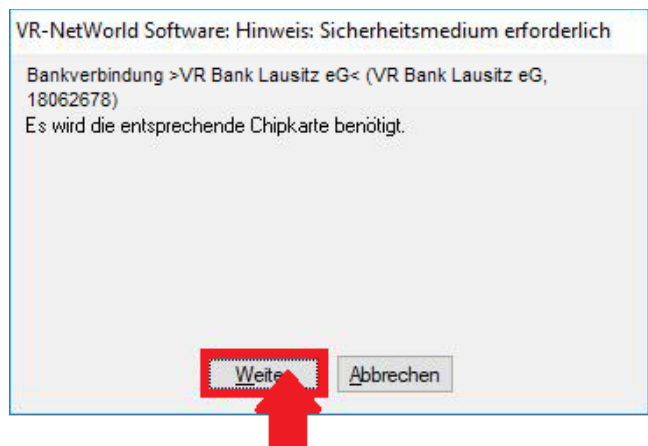 VR-NetWorld Software: Hinweis: Sicherheitsmedium erforderlich
Bankverbindung >VR Bank Lausitz eG< (VR Bank Lausitz eG,
18062678)
Es wird die entsprechende Chipkarte benötigt.
Weiter Abbrechen